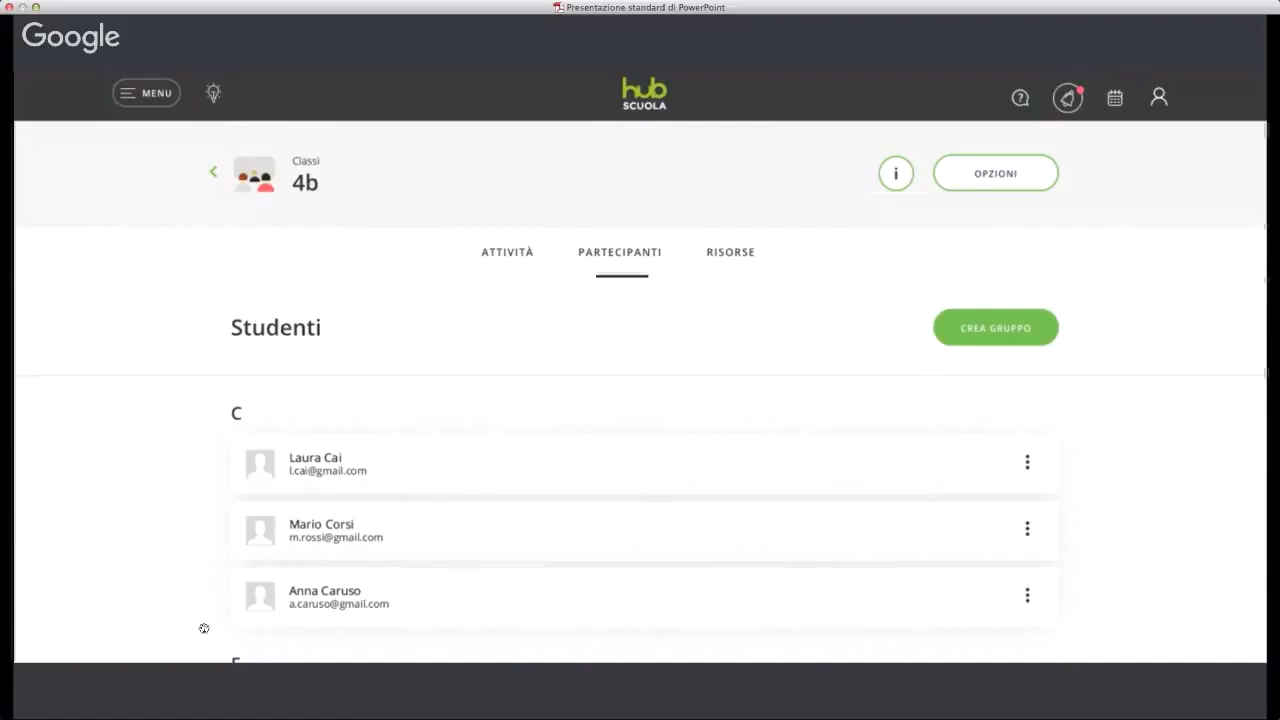 Presentazione standard di PowerPoint
Google
MENU
hub
SCUOLA
Classi
4b
i
OPZIONI
ATTIVITÀ
PARTECIPANTI
RISORSE
Studenti
CREA GRUPPO
C
Laura Cai
l.cai@gmail.com
Mario Corsi
m.rossi@gmail.com
Anna Caruso
a.caruso@gmail.com